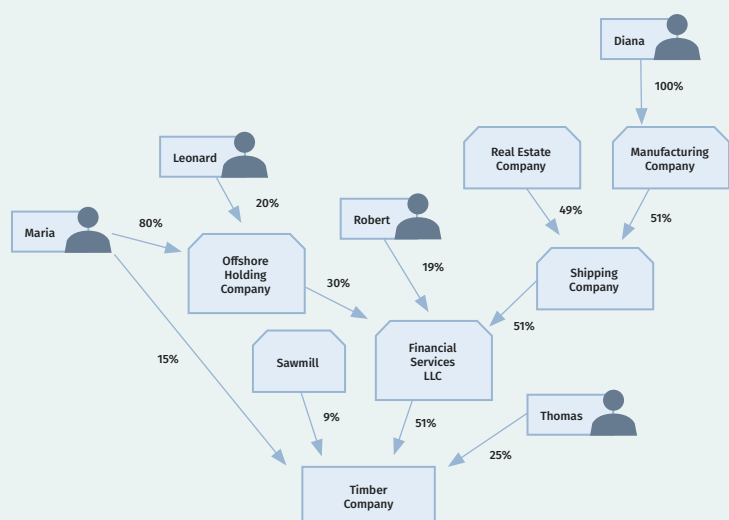 Diana
100%
Real Estate
Company
Manufacturing
Company
Leonard
20%
49%
51%
Maria
80%
Robert
Offshore
Holding
Company
30%
19%
Shipping
Company
51%
15%
Sawmill
Financial
Services
LLC
9%
51%
Thomas
25%
Timber
Company